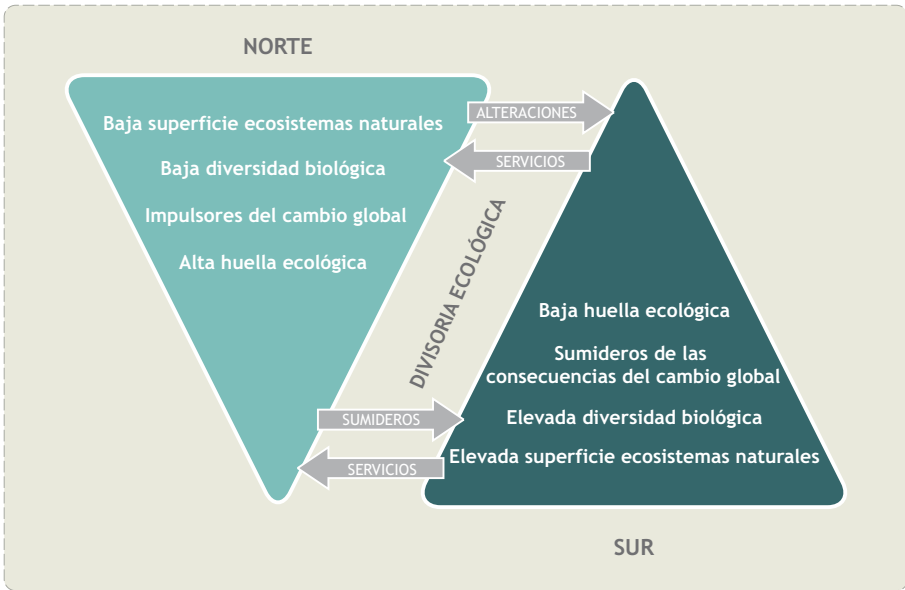 NORTE
Baja superficie ecosistemas naturales
Baja diversidad biológica
Impulsores del cambio global
Alta huella ecológica
ALTERACIONES
SERVICIOS
DIVISORIA ECOLÓGICA
SUMIDEROS
SERVICIOS
Baja huella ecológica
Sumideros de las
consecuencias del cambio global
Elevada diversidad biológica
Elevada superficie ecosistemas naturales
SUR